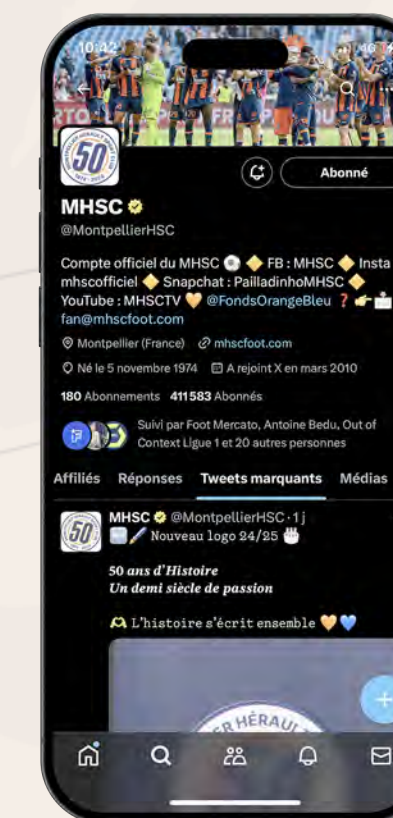 10:42
4G
50
Abonné
MHSC
@MontpellierHSC
Compte officiel du MHSC ⚽ 🔶 FB : MHSC 🔶 Insta
mhscofficiel 🔶 Snapchat : PailladinhoMHSC 🔶
YouTube : MHSCTV 🧡 @FondsOrangeBleu ❓ 👉 📩
fan@mhscfoot.com
Montpellier (France) mhscfoot.com
Né le 5 novembre 1974 A rejoint X en mars 2010
180 Abonnements 411583 Abonnés
Suivi par Foot Mercato, Antoine Bedu, Out of
Context Ligue 1 et 20 autres personnes
Affiliés Réponses Tweets marquants Médias
50
MHSC @MontpellierHSC · 1 j
🆕🖌️ Nouveau logo 24/25 🎂
50 ans d'Histoire
Un demi siècle de passion
🫶 L'histoire s'écrit ensemble 🧡💙
ER HÉRAUL